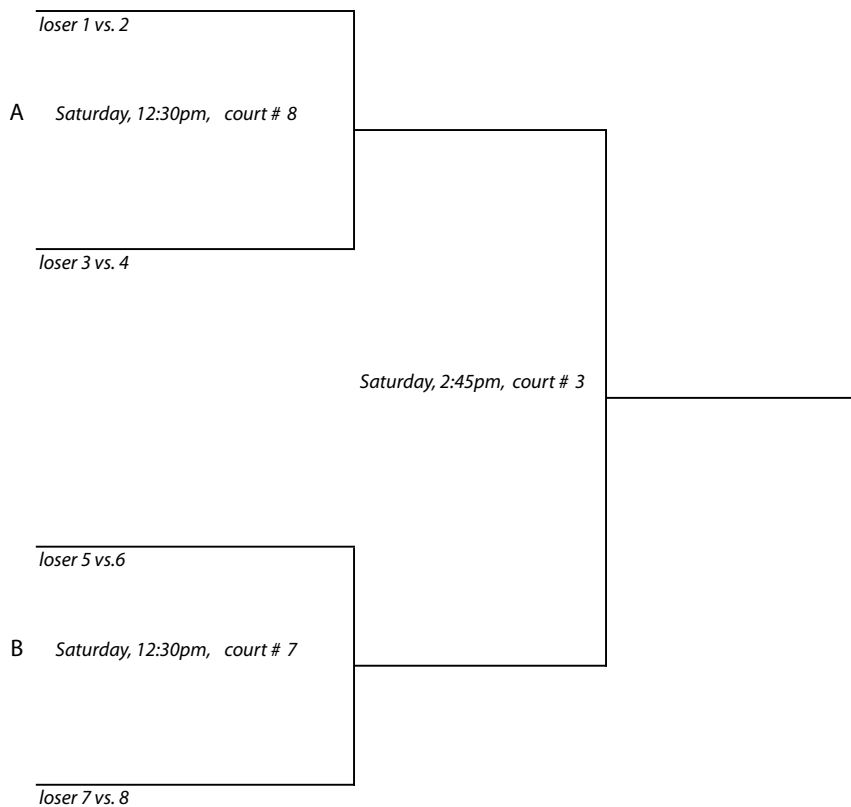 loser 1 vs. 2
A Saturday, 12:30pm, court # 8
loser 3 vs. 4
Saturday, 2:45pm, court # 3
loser 5 vs.6
B Saturday, 12:30pm, court # 7
loser 7 vs. 8